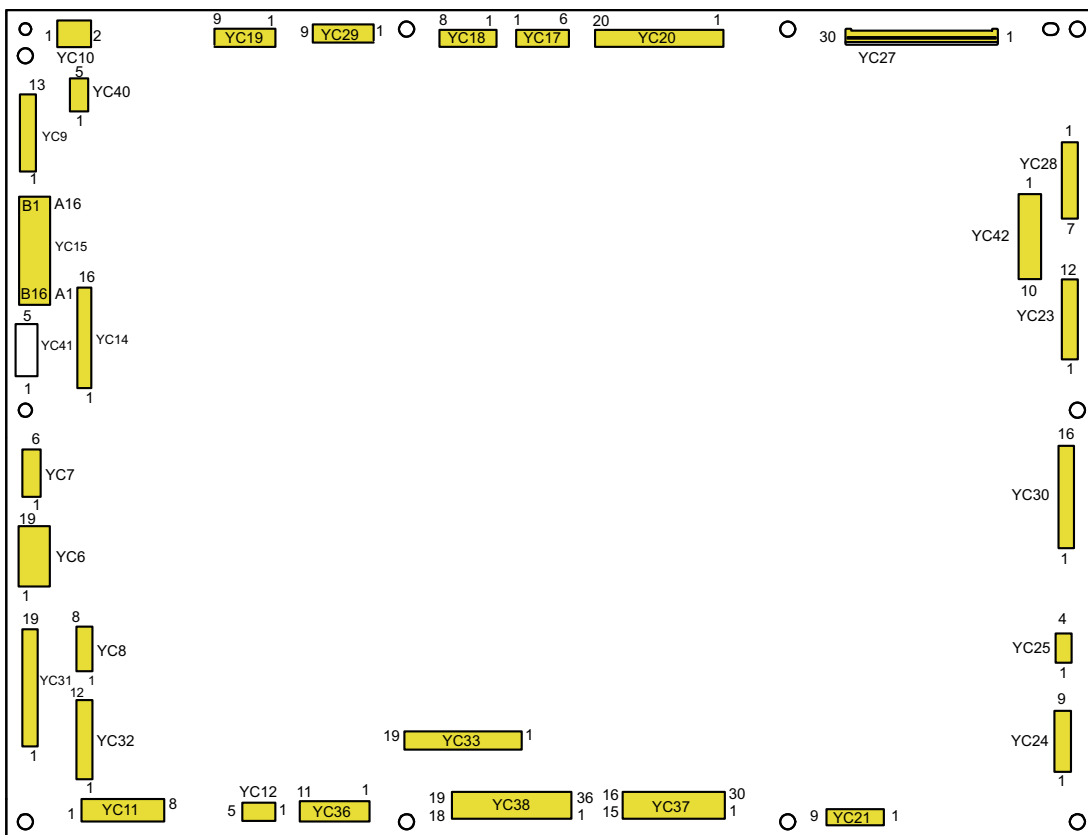 9 1
YC19
9 YC29 1
8 1
YC18
1 6
YC17
20 1
YC20
30 1
YC27
1 2
YC10
5
YC40
1
13
YC9
1
B1 A16
YC15
B16 A1
16
YC14
1
5
YC41
1
6
YC7
1
19
YC6
1
19
YC31
1
8
YC8
1
12
YC32
1
1 YC11 8
YC12
5 1
11 1
YC36
19 YC33 1
19 36
YC38
18 1
16 30
YC37
15 1
9 YC21 1
1
YC28
7
1
YC42
10
12
YC23
1
16
YC30
1
4
YC25
1
9
YC24
1